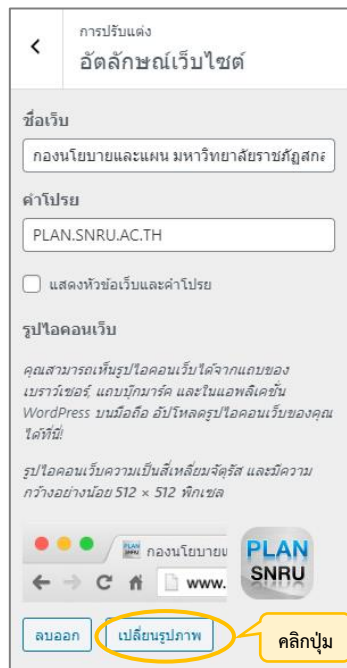 การปรับแต่ง
อัตลักษณ์เว็บไซต์
ชื่อเว็บ
กองนโยบายและแผน มหาวิทยาลัยราชภัฏสกล
คำโปรย
PLAN.SNRU.AC.TH
แสดงหัวข้อเว็บและคำโปรย
รูปไอคอนเว็บ
คุณสามารถเห็นรูปไอคอนเว็บได้จากแถบของ
เบราว์เซอร์, แถบบุ๊กมาร์ค และในแอพลิเคชั่น
WordPress บนมือถือ อัปโหลดรูปไอคอนเว็บของคุณ
ได้ที่นี่!
รูปไอคอนเว็บความเป็นสี่เหลี่ยมจัตุรัส และมีความ
กว้างอย่างน้อย 512 × 512 พิกเซล
PLAN
SNRU
กองนโยบาย
www.
PLAN
SNRU
ลบออก
เปลี่ยนรูปภาพ
คลิกปุ่ม